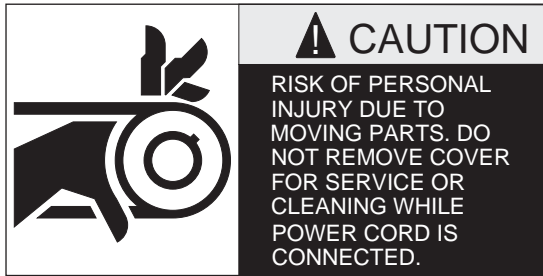 CAUTION
RISK OF PERSONAL
INJURY DUE TO
MOVING PARTS. DO
NOT REMOVE COVER
FOR SERVICE OR
CLEANING WHILE
POWER CORD IS
CONNECTED.